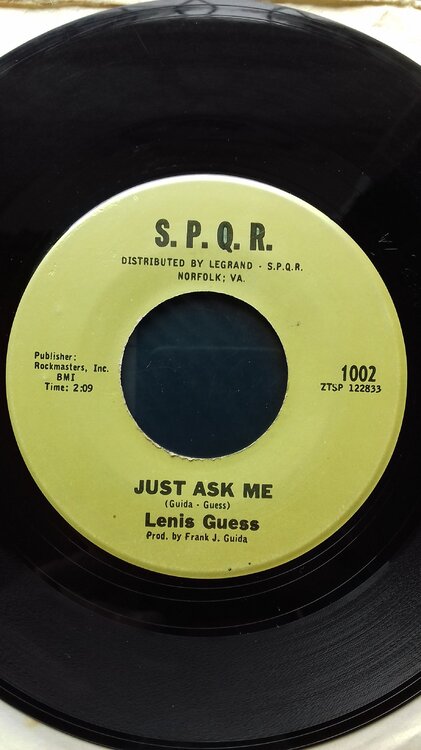 S. P. Q. R.
DISTRIBUTED BY LEGRAND - S.P.Q.R.
NORFOLK; VA.
Publisher:
Rockmasters, Inc.
BMI
Time: 2:09
1002
ZTSP 122833
JUST ASK ME
(Guida - Guess)
Lenis Guess
Prod. by Frank J. Guida